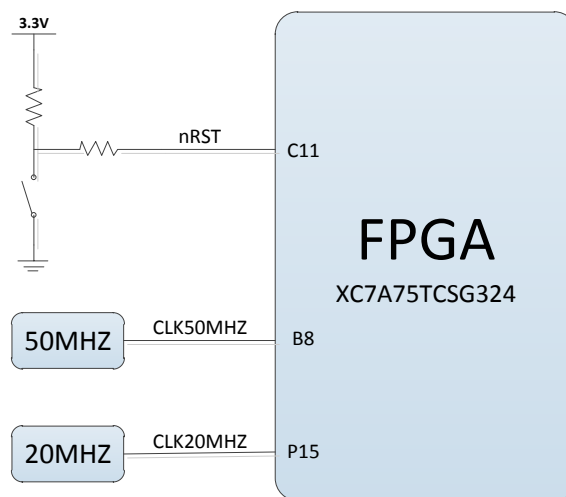 3.3V
nRST
C11
FPGA
XC7A75TCSG324
50MHZ
CLK50MHZ
B8
20MHZ
CLK20MHZ
P15